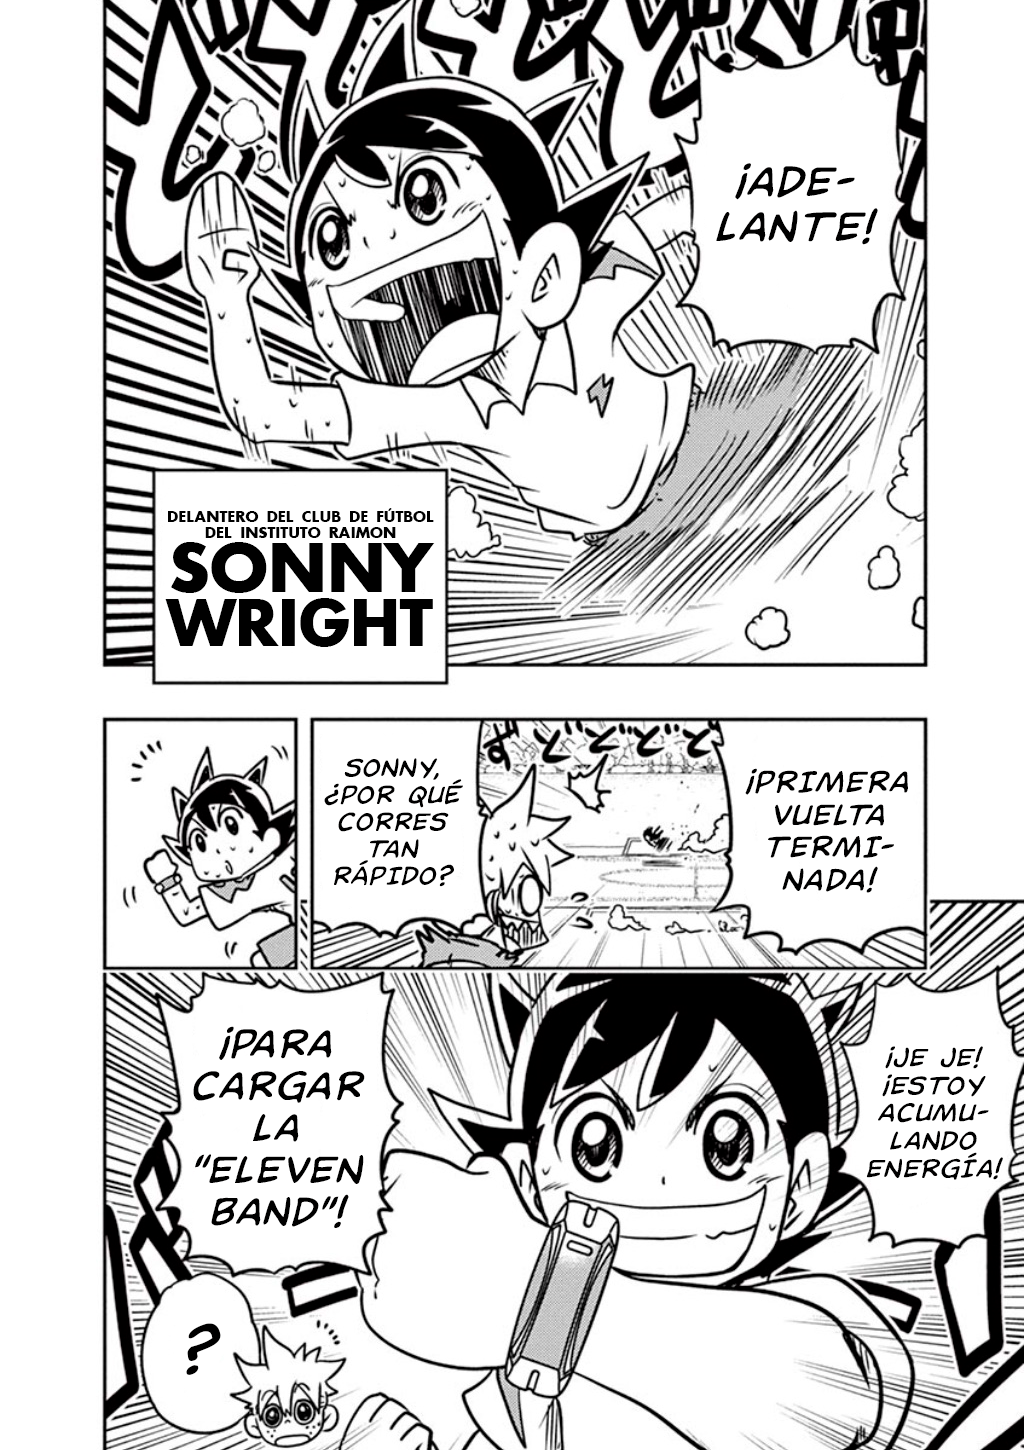 ¡ADE-
LANTE!
DELANTERO DEL CLUB DE FÚTBOL
DEL INSTITUTO RAIMON
SONNY
WRIGHT
¡PRIMERA
VUELTA
TERMI-
NADA!
SONNY,
¿POR QUÉ
CORRES
TAN
RÁPIDO?
¡JE JE!
¡ESTOY
ACUMU-
LANDO
ENERGÍA!
¡PARA
CARGAR
LA
"ELEVEN
BAND"!
?